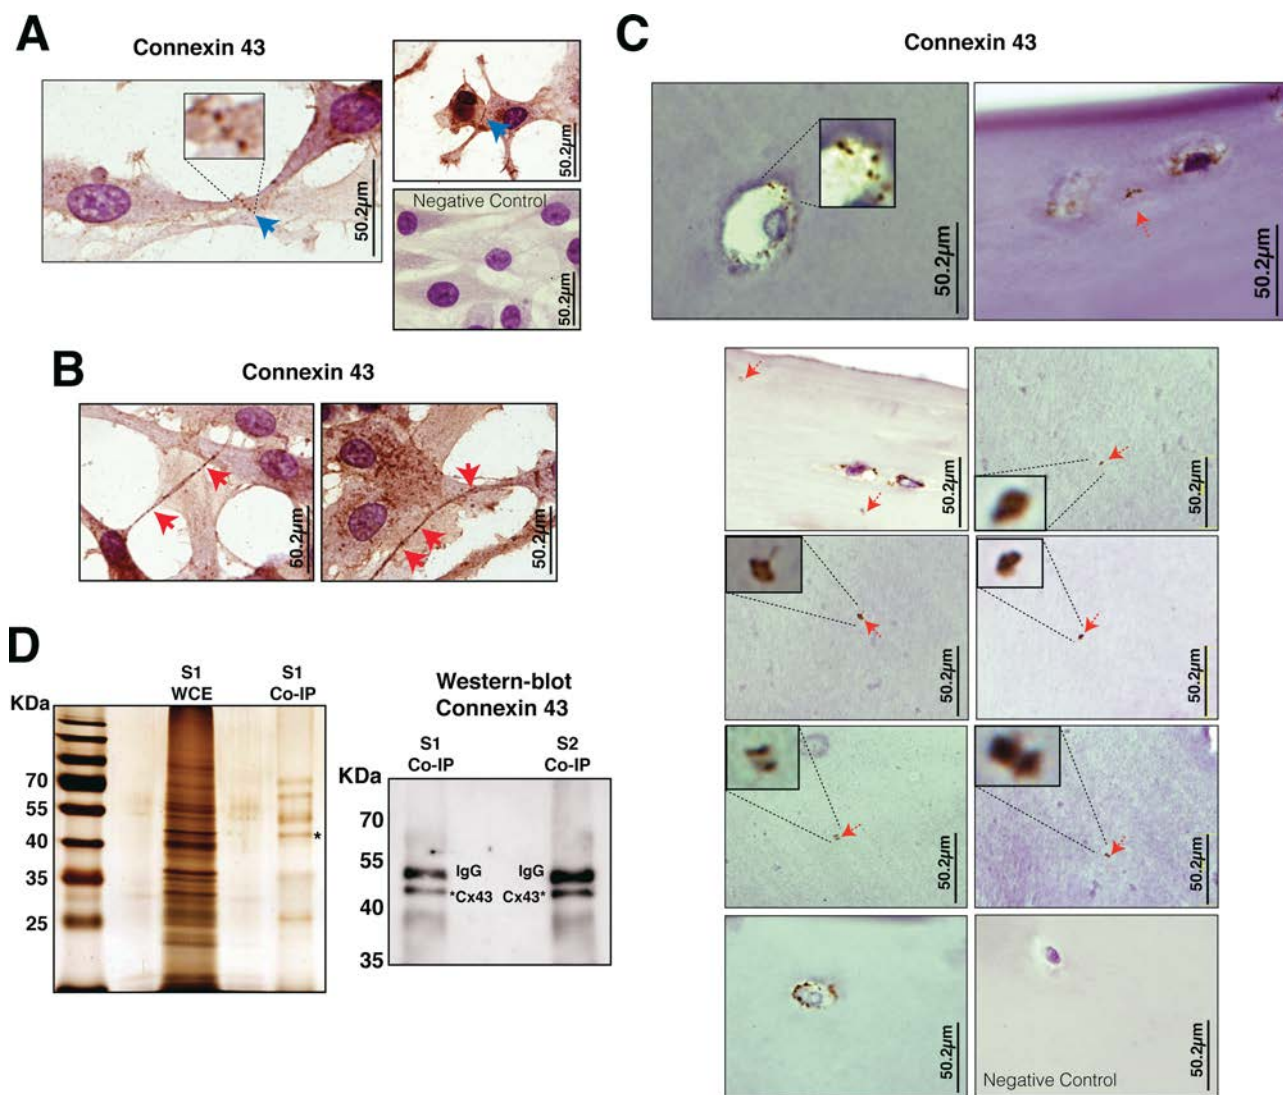 A
Connexin 43
50.2µm
50.2µm
Negative Control
50.2µm
B
Connexin 43
50.2µm
50.2µm
C
Connexin 43
50.2µm
50.2µm
50.2µm
50.2µm
50.2µm
50.2µm
50.2µm
50.2µm
50.2µm
50.2µm
Negative Control
D
KDa
S1
WCE
S1
Co-IP
70
55
40
35
25
*
Western-blot
Connexin 43
KDa
S1
Co-IP
S2
Co-IP
70
55
40
35
IgG
IgG
*Cx43
Cx43*